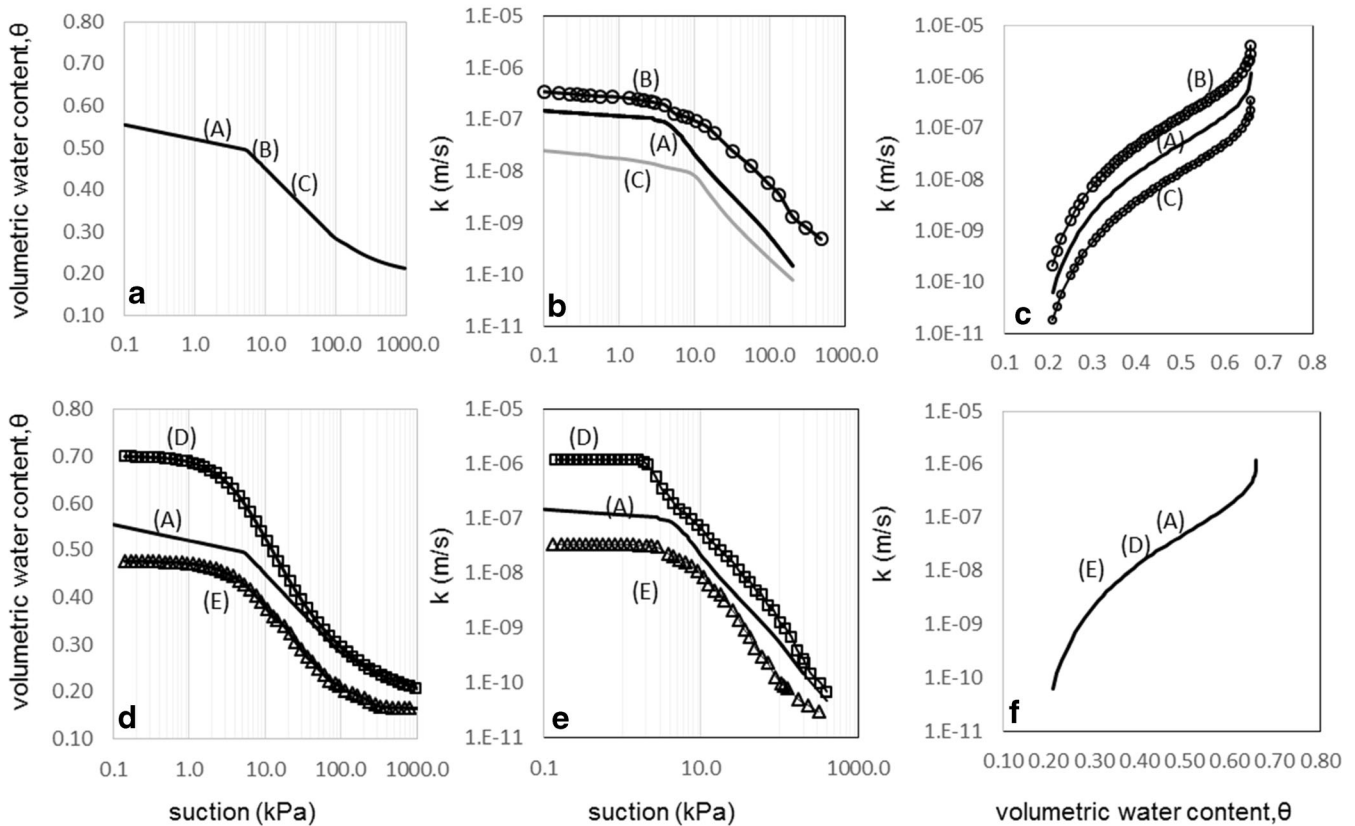 volumetric water content,θ
0.80
0.70
0.60
0.50
0.40
0.30
0.20
0.10
(A)
(B)
(C)
a
0.1 1.0 10.0 100.0 1000.0
k (m/s)
1.E-05
1.E-06
1.E-07
1.E-08
1.E-09
1.E-10
1.E-11
(B)
(A)
(C)
b
0.1 1.0 10.0 100.0 1000.0
1.0E-05
1.0E-06
1.0E-07
1.0E-08
1.0E-09
1.0E-10
1.0E-11
k (m/s)
(B)
(A)
(C)
c
0.1 0.2 0.3 0.4 0.5 0.6 0.7 0.8
volumetric water content,θ
0.80
0.70
0.60
0.50
0.40
0.30
0.20
0.10
(D)
(A)
(E)
d
0.1 1.0 10.0 100.0 1000.0
suction (kPa)
k (m/s)
1.E-05
1.E-06
1.E-07
1.E-08
1.E-09
1.E-10
1.E-11
(D)
(A)
(E)
e
0.1 10.0 1000.0
suction (kPa)
k (m/s)
1.E-05
1.E-06
1.E-07
1.E-08
1.E-09
1.E-10
1.E-11
(A)
(D)
(E)
f
0.10 0.20 0.30 0.40 0.50 0.60 0.70 0.80
volumetric water content,θ